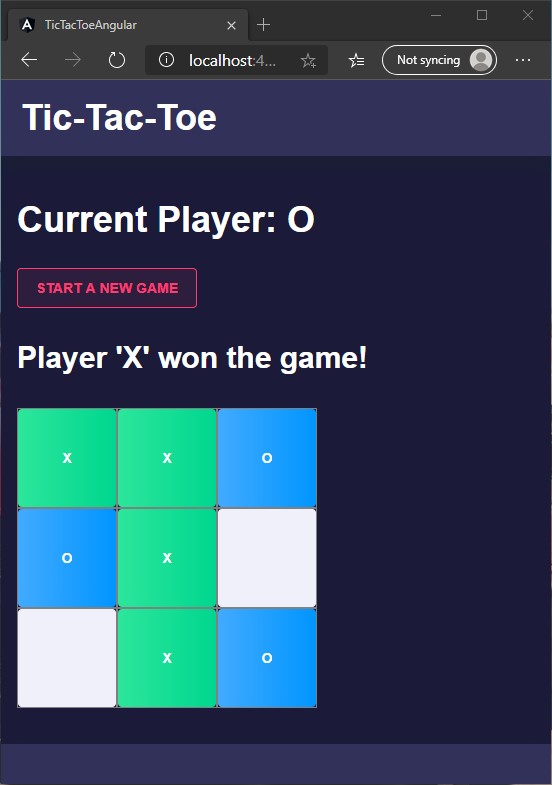 TicTacToeAngular
localhost:4...
Not syncing
Tic-Tac-Toe
Current Player: O
START A NEW GAME
Player 'X' won the game!
X X O
O X
X O